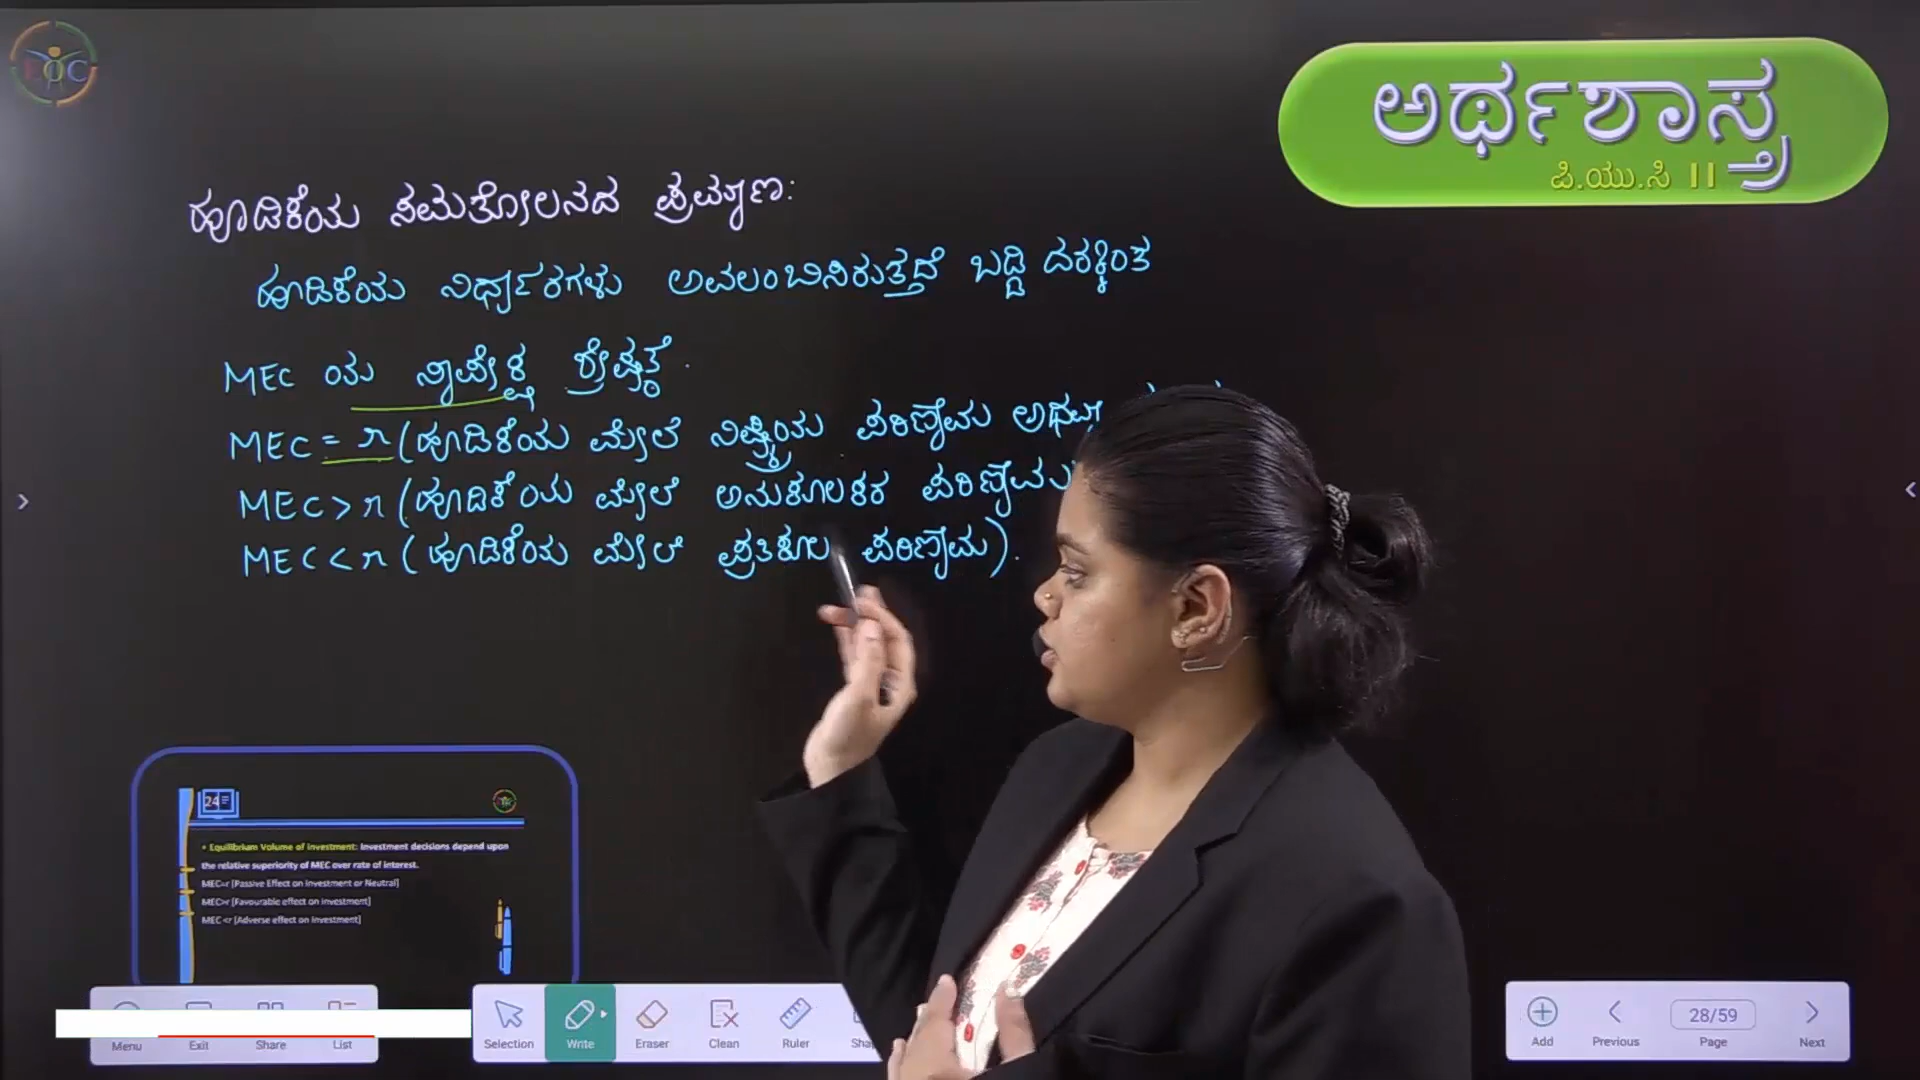 EOC
ಅರ್ಥಶಾಸ್ತ್ರ
ಪಿ.ಯು.ಸಿ II
ಹೂಡಿಕೆಯ ಸಮತೋಲನದ ಪ್ರಮಾಣ:
ಹೂಡಿಕೆಯ ನಿರ್ಧಾರಗಳು ಅವಲಂಬಿಸಿರುತ್ತದೆ ಬಡ್ಡಿ ದರಕ್ಕಿಂತ
MEC ಯ ಸಾಪೇಕ್ಷ ಶ್ರೇಷ್ಠತೆ.
MEC = r (ಹೂಡಿಕೆಯ ಮೇಲೆ ನಿಷ್ಕ್ರಿಯ ಪರಿಣಾಮ ಅಥವಾ
MEC > r (ಹೂಡಿಕೆಯ ಮೇಲೆ ಅನುಕೂಲಕರ ಪರಿಣಾಮ
MEC < r (ಹೂಡಿಕೆಯ ಮೇಲೆ ಪ್ರತಿಕೂಲ ಪರಿಣಾಮ).
24
• Equilibrium Volume of investment: Investment decisions depend upon
the relative superiority of MEC over rate of interest.
MEC=r [Passive Effect on investment or Neutral]
MEC>r [Favourable effect on investment]
MEC <r [Adverse effect on investment]
Menu Exit Share List Selection Write Eraser Clean Ruler
Add Previous 28/59 Page Next